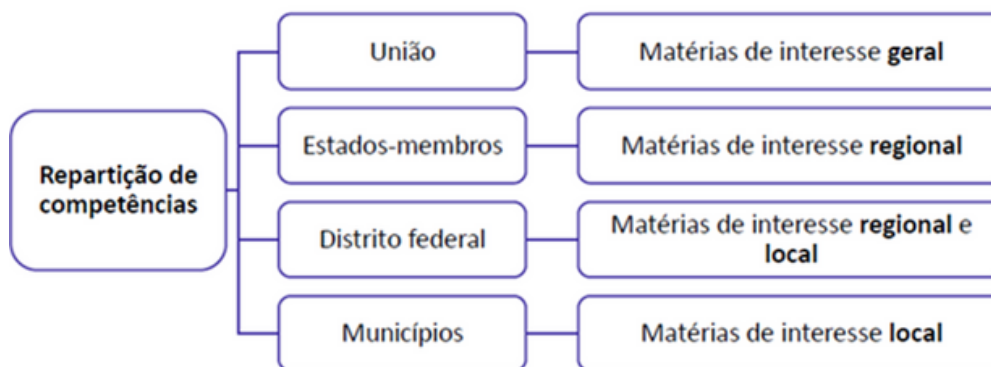 União
Matérias de interesse geral
Estados-membros
Matérias de interesse regional
Repartição de
competências
Distrito federal
Matérias de interesse regional e
local
Municípios
Matérias de interesse local